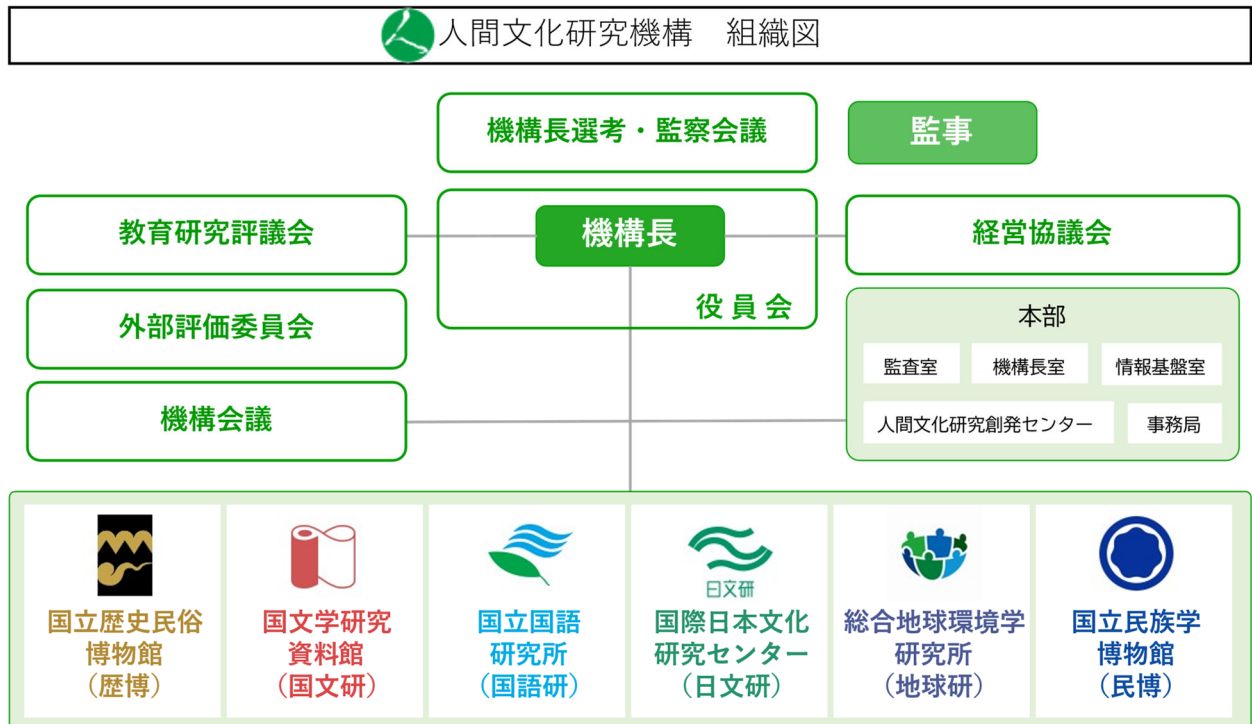 人間文化研究機構　組織図
機構長選考・監察会議
監事
教育研究評議会
機構長
経営協議会
役員会
外部評価委員会
本部
監査室
機構長室
情報基盤室
機構会議
人間文化研究創発センター
事務局
日文研
国立歴史民俗
博物館
（歴博）
国文学研究
資料館
（国文研）
国立国語
研究所
（国語研）
国際日本文化
研究センター
（日文研）
総合地球環境学
研究所
（地球研）
国立民族学
博物館
（民博）